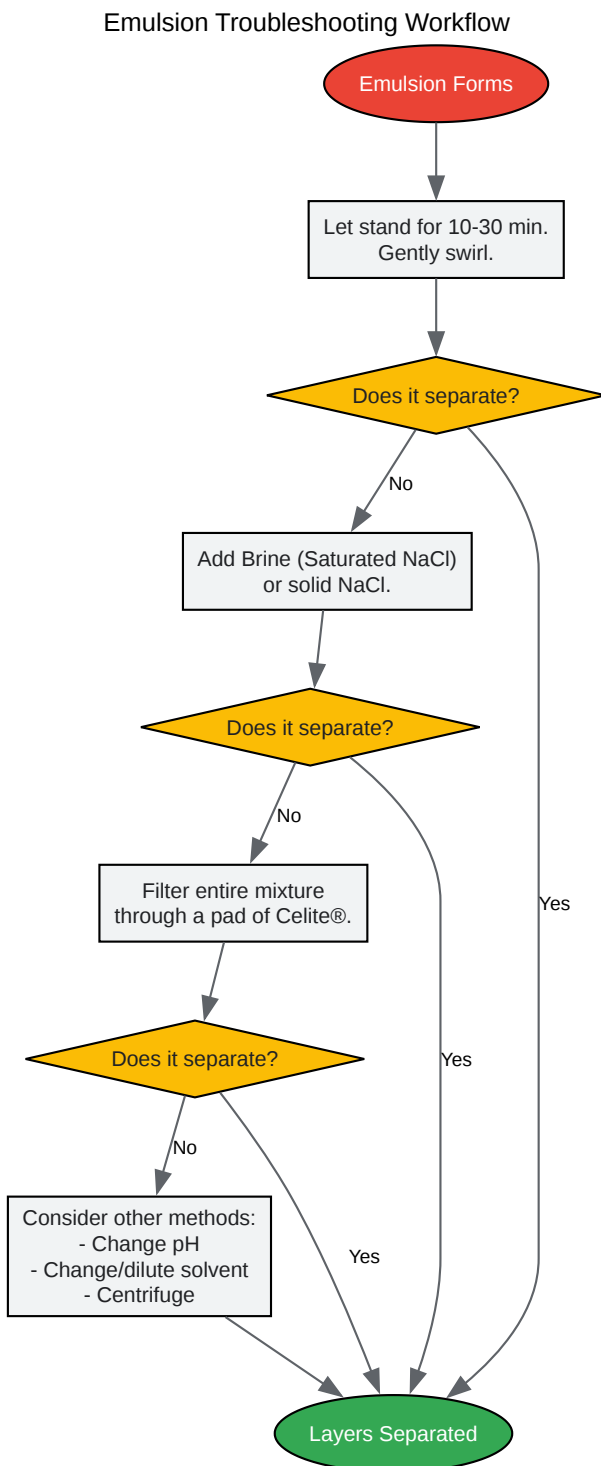 Emulsion Troubleshooting Workflow
Emulsion Forms
Let stand for 10-30 min.
Gently swirl.
Does it separate?
No
Add Brine (Saturated NaCl)
or solid NaCl.
Does it separate?
No
Filter entire mixture
through a pad of Celite®.
Yes
Does it separate?
Yes
No
Consider other methods:
- Change pH
- Change/dilute solvent
- Centrifuge
Yes
Layers Separated